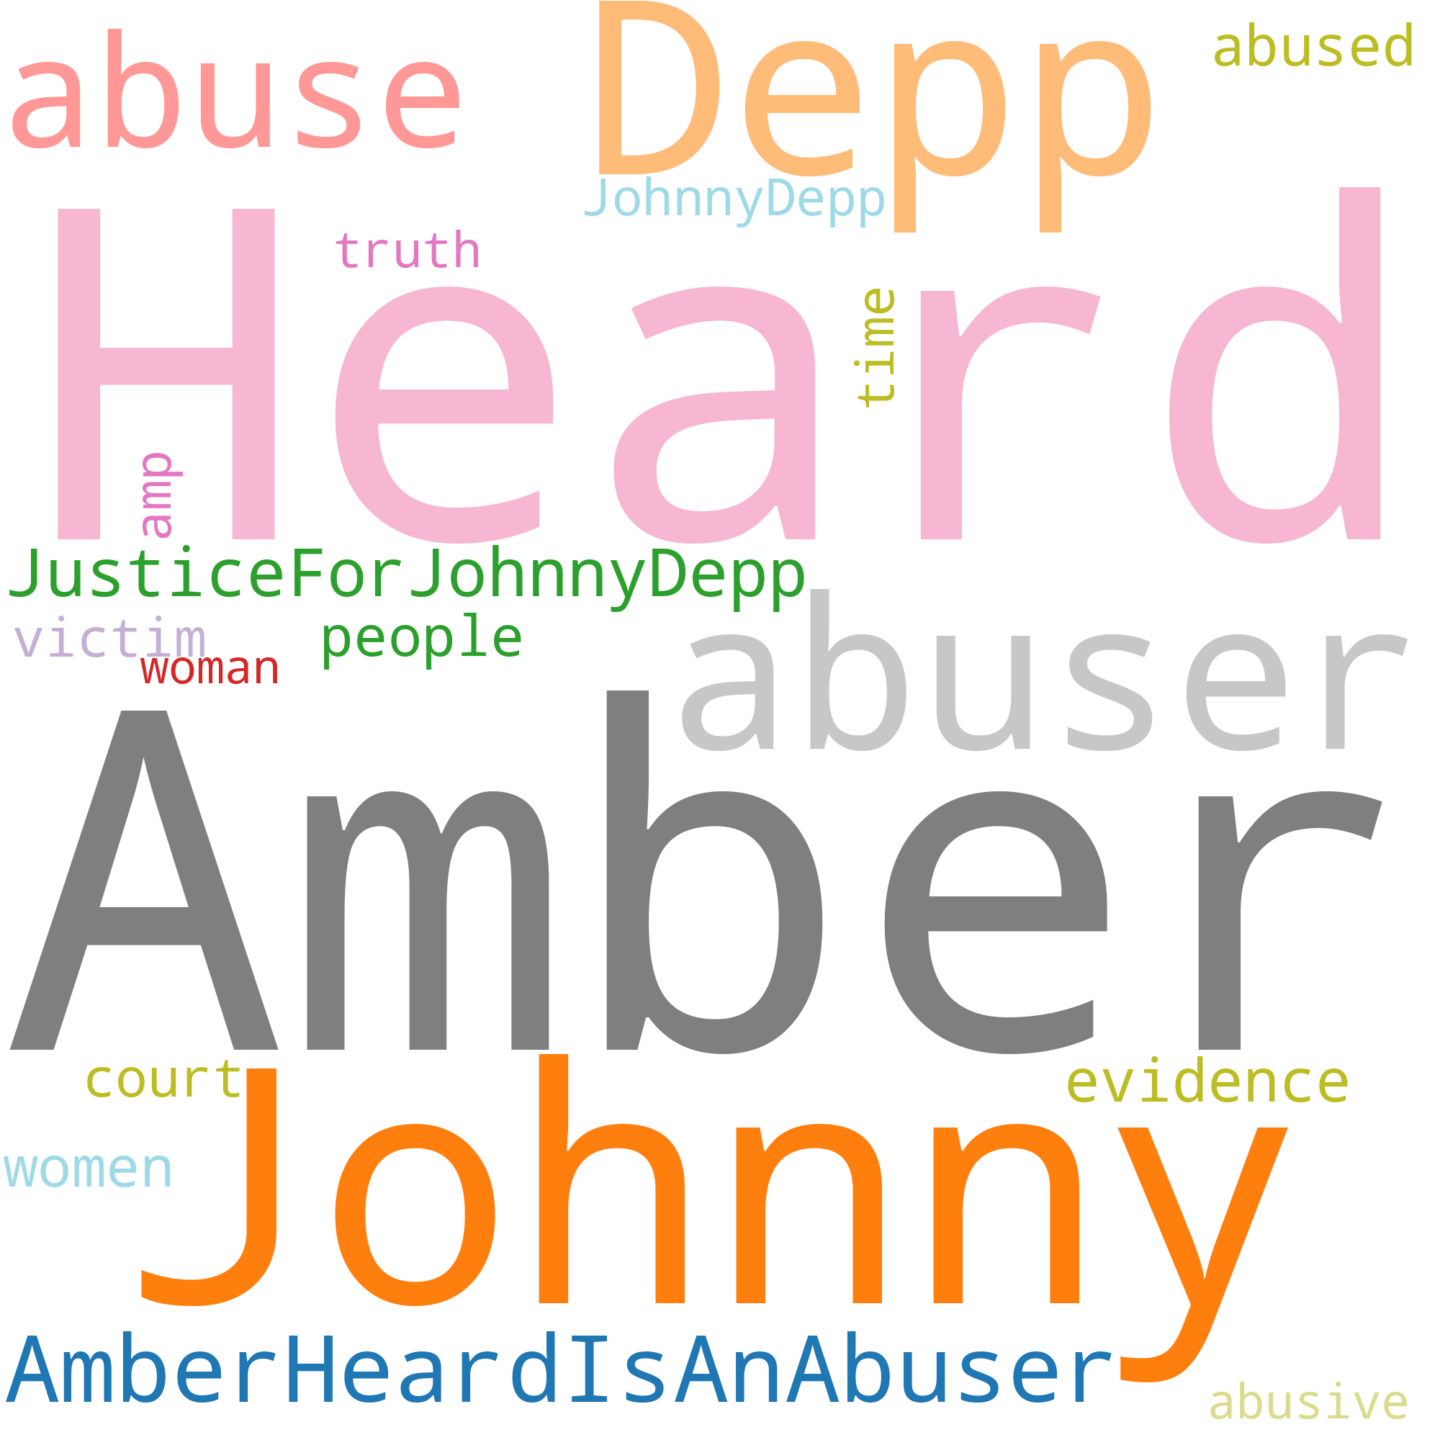 abuse
Depp
abused
JohnnyDepp
truth
Heard
time
amp
JusticeForJohnnyDepp
victim
people
woman
abuser
Amber
court
evidence
Johnny
women
AmberHeardIsAnAbuser
abusive